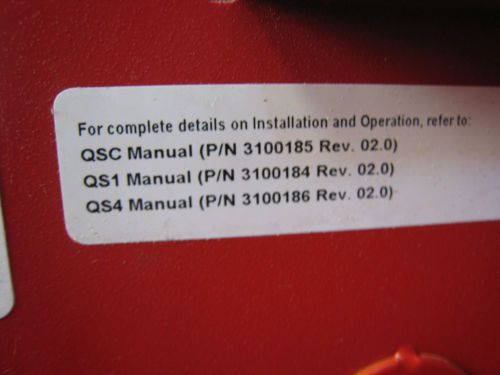 For complete details on Installation and Operation, refer to:
QSC Manual (P/N 3100185 Rev. 02.0)
QS1 Manual (P/N 3100184 Rev. 02.0)
QS4 Manual (P/N 3100186 Rev. 02.0)